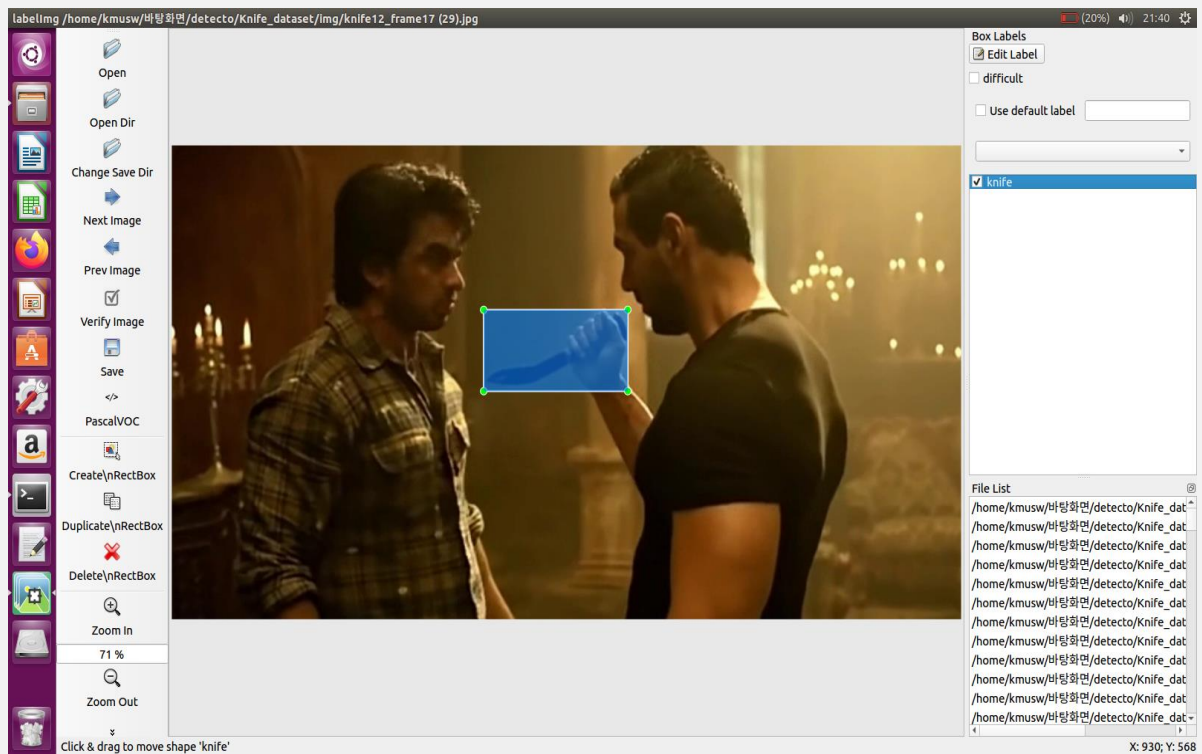 labelImg /home/kmusw/바탕화면/detecto/Knife_dataset/img/knife12_frame17 (29).jpg
(20%) 21:40
Open
Open Dir
Change Save Dir
Next Image
Prev Image
Verify Image
Save
</>
PascalVOC
Create\nRectBox
Duplicate\nRectBox
Delete\nRectBox
Zoom In
71 %
Zoom Out
Box Labels
Edit Label
difficult
Use default label
knife
File List
/home/kmusw/바탕화면/detecto/Knife_dat
/home/kmusw/바탕화면/detecto/Knife_dat
/home/kmusw/바탕화면/detecto/Knife_dat
/home/kmusw/바탕화면/detecto/Knife_dat
/home/kmusw/바탕화면/detecto/Knife_dat
/home/kmusw/바탕화면/detecto/Knife_dat
/home/kmusw/바탕화면/detecto/Knife_dat
/home/kmusw/바탕화면/detecto/Knife_dat
/home/kmusw/바탕화면/detecto/Knife_dat
/home/kmusw/바탕화면/detecto/Knife_dat
/home/kmusw/바탕화면/detecto/Knife_dat
/home/kmusw/바탕화면/detecto/Knife_dat
Click & drag to move shape 'knife'
X: 930; Y: 568